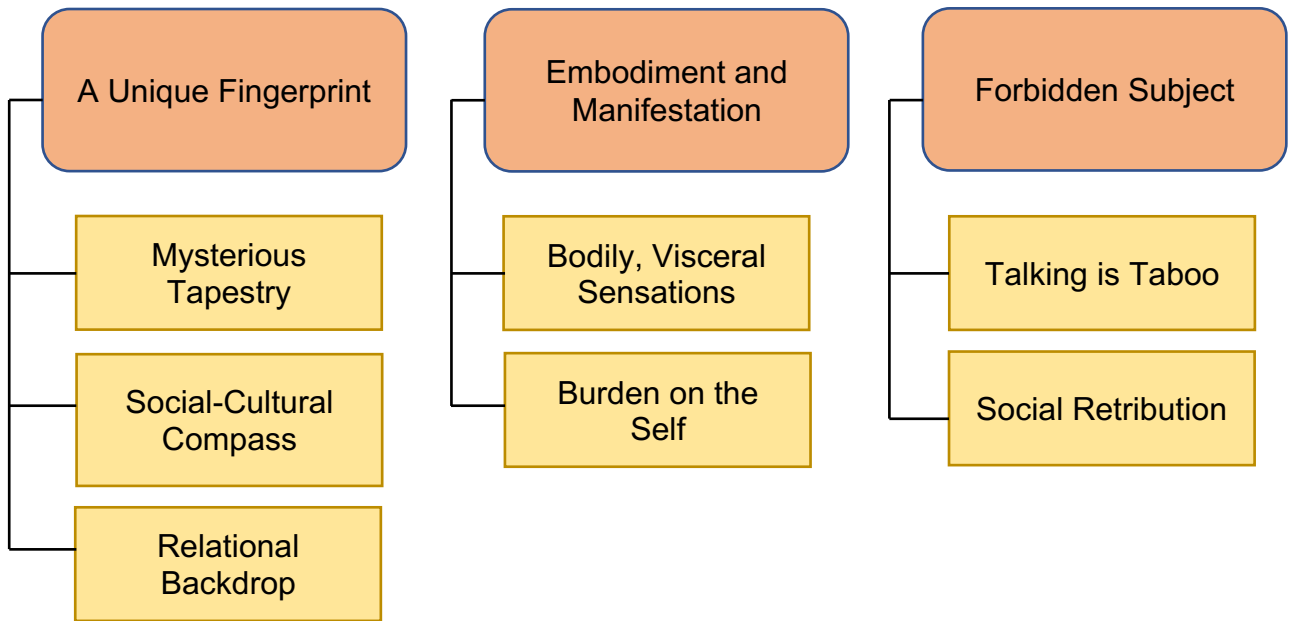 A Unique Fingerprint
Mysterious
Tapestry
Social-Cultural
Compass
Relational
Backdrop
Embodiment and
Manifestation
Bodily, Visceral
Sensations
Burden on the
Self
Forbidden Subject
Talking is Taboo
Social Retribution